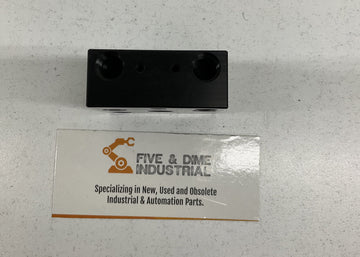 FIVE & DIME
INDUSTRIAL
Specializing in New, Used and Obsolete
Industrial & Automation Parts.